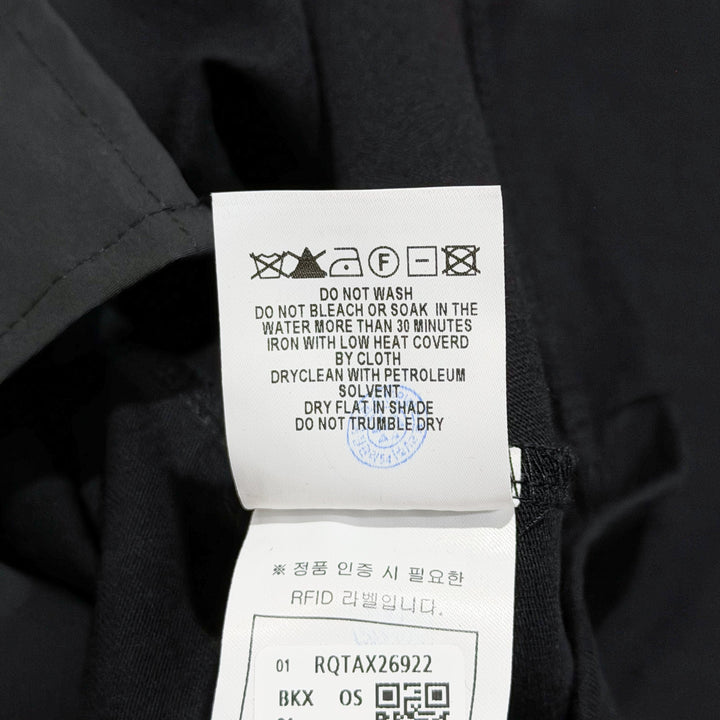 F
DO NOT WASH
DO NOT BLEACH OR SOAK IN THE
WATER MORE THAN 30 MINUTES
IRON WITH LOW HEAT COVERD
BY CLOTH
DRYCLEAN WITH PETROLEUM
SOLVENT
DRY FLAT IN SHADE
DO NOT TRUMBLE DRY
※ 정품 인증 시 필요한
RFID 라벨입니다.
01 RQTAX26922
BKX OS